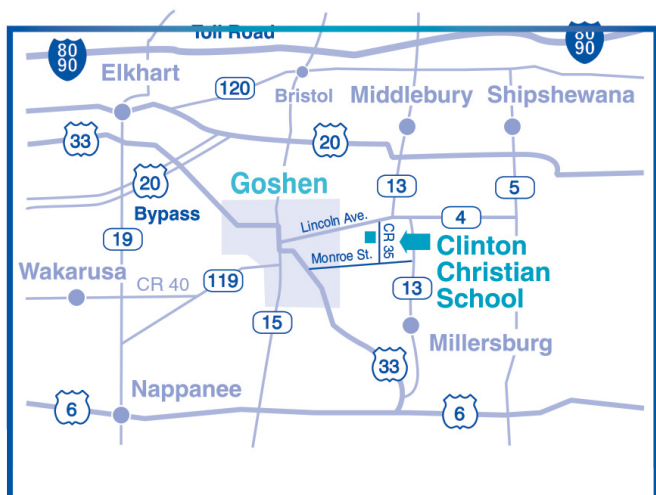 Toll Road
80
90
80
90
Elkhart
120
Bristol
Middlebury
Shipshewana
33
20
20
Bypass
Goshen
13
5
Lincoln Ave.
4
19
CR 35
Clinton
Christian
School
Monroe St.
Wakarusa
CR 40
119
13
15
Millersburg
33
Nappanee
6
6